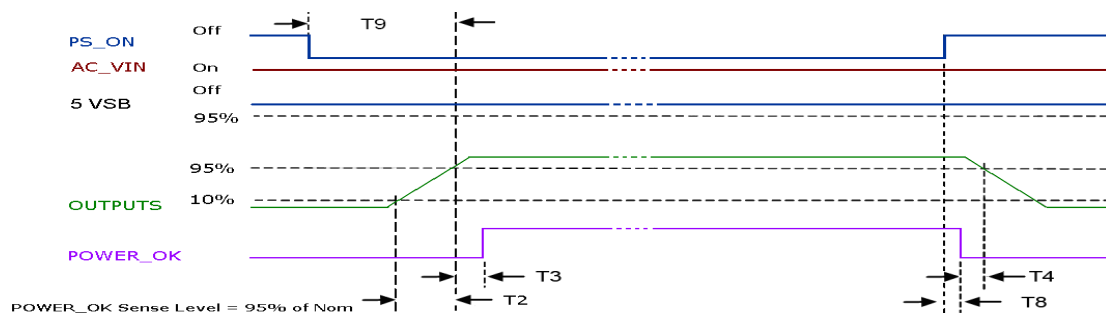 T9
Off
PS_ON
AC_VIN
On
Off
5 VSB
95%
95%
10%
OUTPUTS
POWER_OK
T3
T4
T2
T8
POWER_OK Sense Level = 95% of Nom